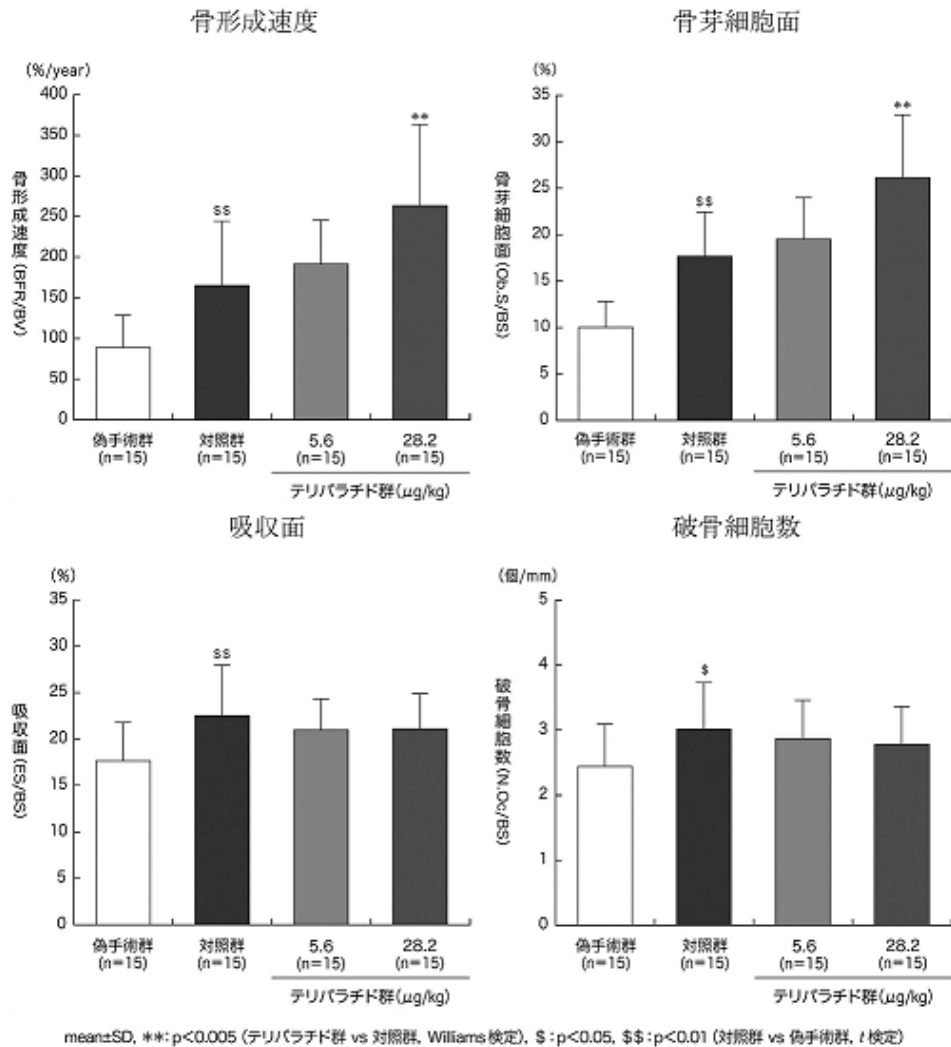 骨形成速度
(%/year)
骨形成速度(BFR/BV)
400
350
300
250
200
150
100
50
0
$$
**
偽手術群
(n=15)
対照群
(n=15)
5.6
(n=15)
28.2
(n=15)
テリパラチド群(μg/kg)
骨芽細胞面
(%)
骨芽細胞面(Ob.S/BS)
35
30
25
20
15
10
5
0
$$
**
偽手術群
(n=15)
対照群
(n=15)
5.6
(n=15)
28.2
(n=15)
テリパラチド群(μg/kg)
吸収面
(%)
吸収面(ES/BS)
35
30
25
20
15
10
5
0
$$
偽手術群
(n=15)
対照群
(n=15)
5.6
(n=15)
28.2
(n=15)
テリパラチド群(μg/kg)
破骨細胞数
(個/mm)
破骨細胞数(N.Oc/BS)
5
4
3
2
1
0
$
偽手術群
(n=15)
対照群
(n=15)
5.6
(n=15)
28.2
(n=15)
テリパラチド群(μg/kg)
mean±SD, **:p<0.005 (テリパラチド群 vs 対照群, Williams検定), $:p<0.05, $$:p<0.01 (対照群 vs 偽手術群, t検定)